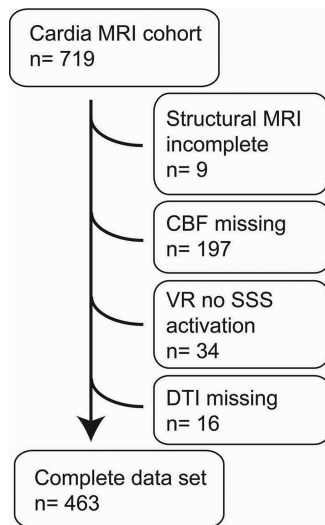 Cardia MRI cohort
n= 719
Structural MRI
incomplete
n= 9
CBF missing
n= 197
VR no SSS
activation
n= 34
DTI missing
n= 16
Complete data set
n= 463